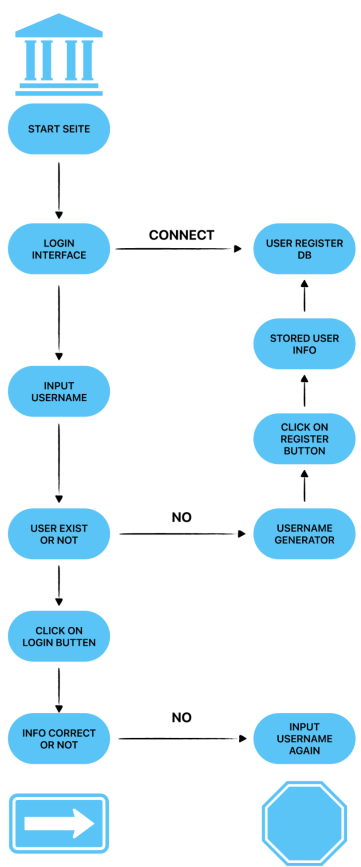 START SEITE
LOGIN
INTERFACE
CONNECT
USER REGISTER
DB
STORED USER
INFO
INPUT
USERNAME
CLICK ON
REGISTER
BUTTON
USER EXIST
OR NOT
NO
USERNAME
GENERATOR
CLICK ON
LOGIN BUTTEN
INFO CORRECT
OR NOT
NO
INPUT
USERNAME
AGAIN